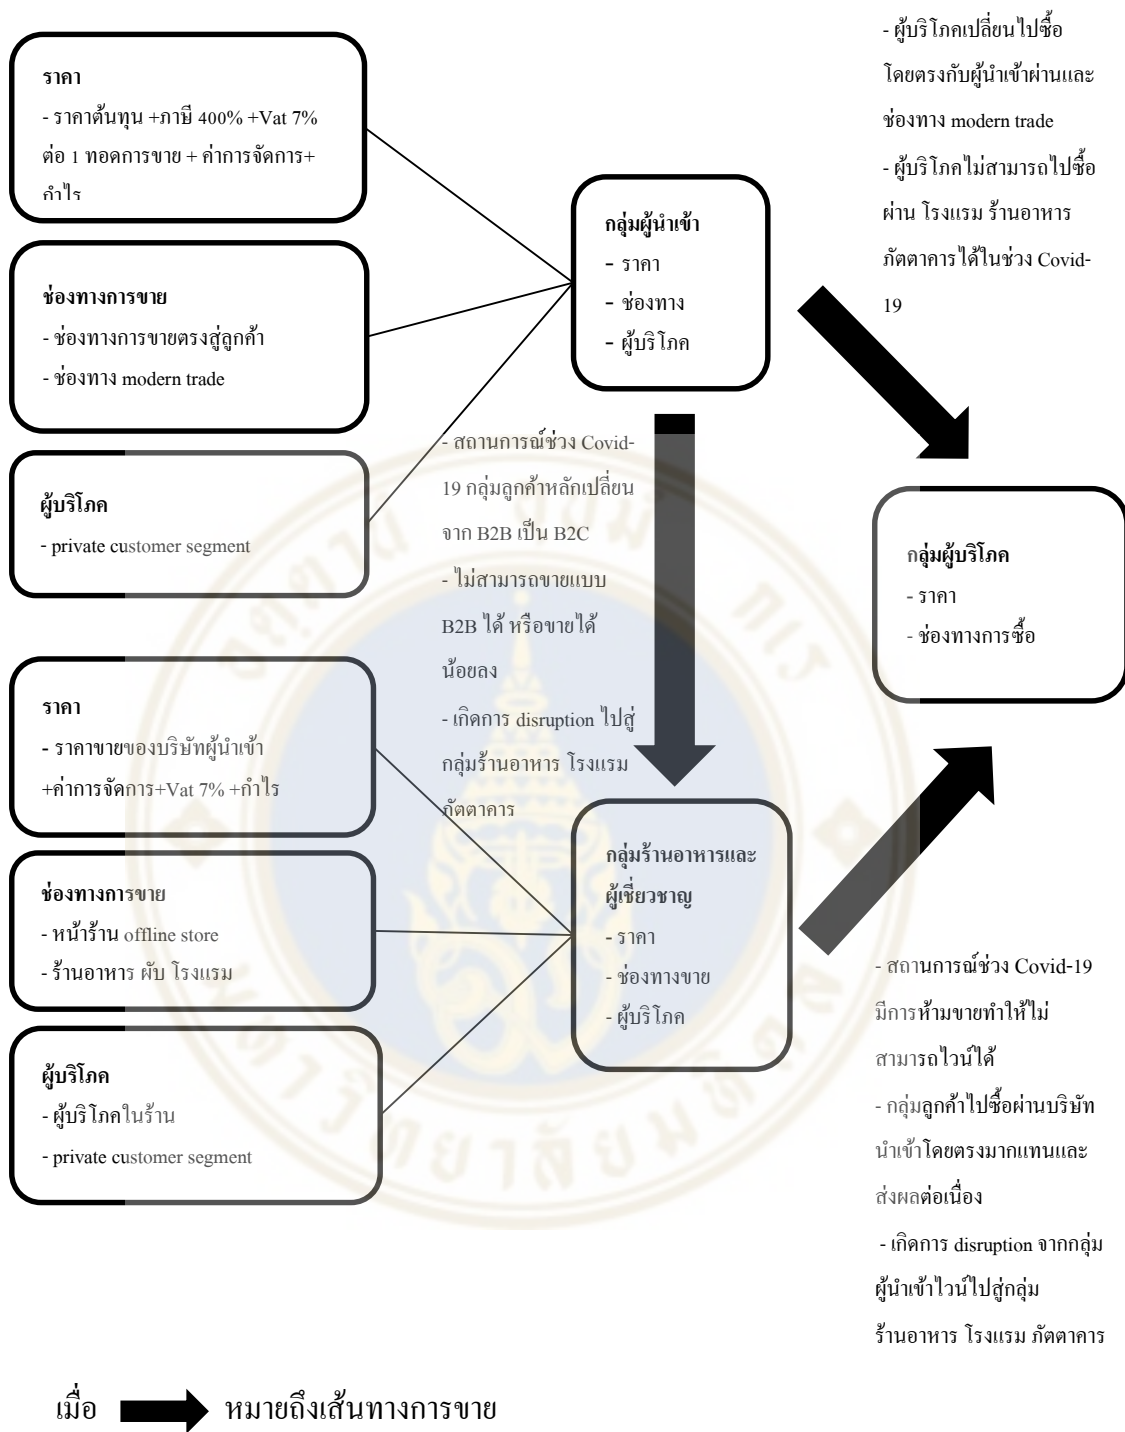 ราคา
- ราคาต้นทุน +ภาษี 400% +Vat 7%
ต่อ 1 ทอดการขาย + ค่าการจัดการ+
กำไร
ช่องทางการขาย
- ช่องทางการขายตรงสู่ลูกค้า
- ช่องทาง modern trade
ผู้บริโภค
- private customer segment
กลุ่มผู้นำเข้า
- ราคา
- ช่องทาง
- ผู้บริโภค
- ผู้บริโภคเปลี่ยนไปซื้อ
โดยตรงกับผู้นำเข้าผ่านและ
ช่องทาง modern trade
- ผู้บริโภคไม่สามารถไปซื้อ
ผ่าน โรงแรม ร้านอาหาร
ภัตตาคารได้ในช่วง Covid-
19
- สถานการณ์ช่วง Covid-
19 กลุ่มลูกค้าหลักเปลี่ยน
จาก B2B เป็น B2C
- ไม่สามารถขายแบบ
B2B ได้ หรือขายได้
น้อยลง
- เกิดการ disruption ไปสู่
กลุ่มร้านอาหาร โรงแรม
ภัตตาคาร
กลุ่มผู้บริโภค
- ราคา
- ช่องทางการซื้อ
ราคา
- ราคาขายของบริษัทผู้นำเข้า
+ค่าการจัดการ+Vat 7% +กำไร
ช่องทางการขาย
- หน้าร้าน offline store
- ร้านอาหาร ผับ โรงแรม
ผู้บริโภค
- ผู้บริโภคในร้าน
- private customer segment
กลุ่มร้านอาหารและ
ผู้เชี่ยวชาญ
- ราคา
- ช่องทางขาย
- ผู้บริโภค
- สถานการณ์ช่วง Covid-19
มีการห้ามขายทำให้ไม่
สามารถไวน์ได้
- กลุ่มลูกค้าไปซื้อผ่านบริษัท
นำเข้าโดยตรงมากแทนและ
ส่งผลต่อเนื่อง
- เกิดการ disruption จากกลุ่ม
ผู้นำเข้าไวน์ไปสู่กลุ่ม
ร้านอาหาร โรงแรม ภัตตาคาร
เมื่อ หมายถึงเส้นทางการขาย